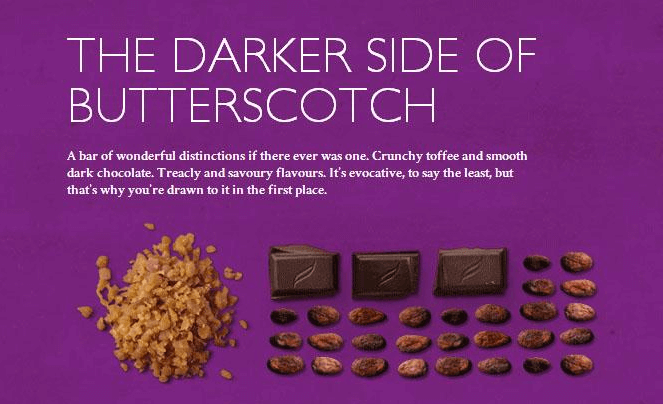 THE DARKER SIDE OF
BUTTERSCOTCH
A bar of wonderful distinctions if there ever was one. Crunchy toffee and smooth
dark chocolate. Treacly and savoury flavours. It's evocative, to say the least, but
that's why you're drawn to it in the first place.